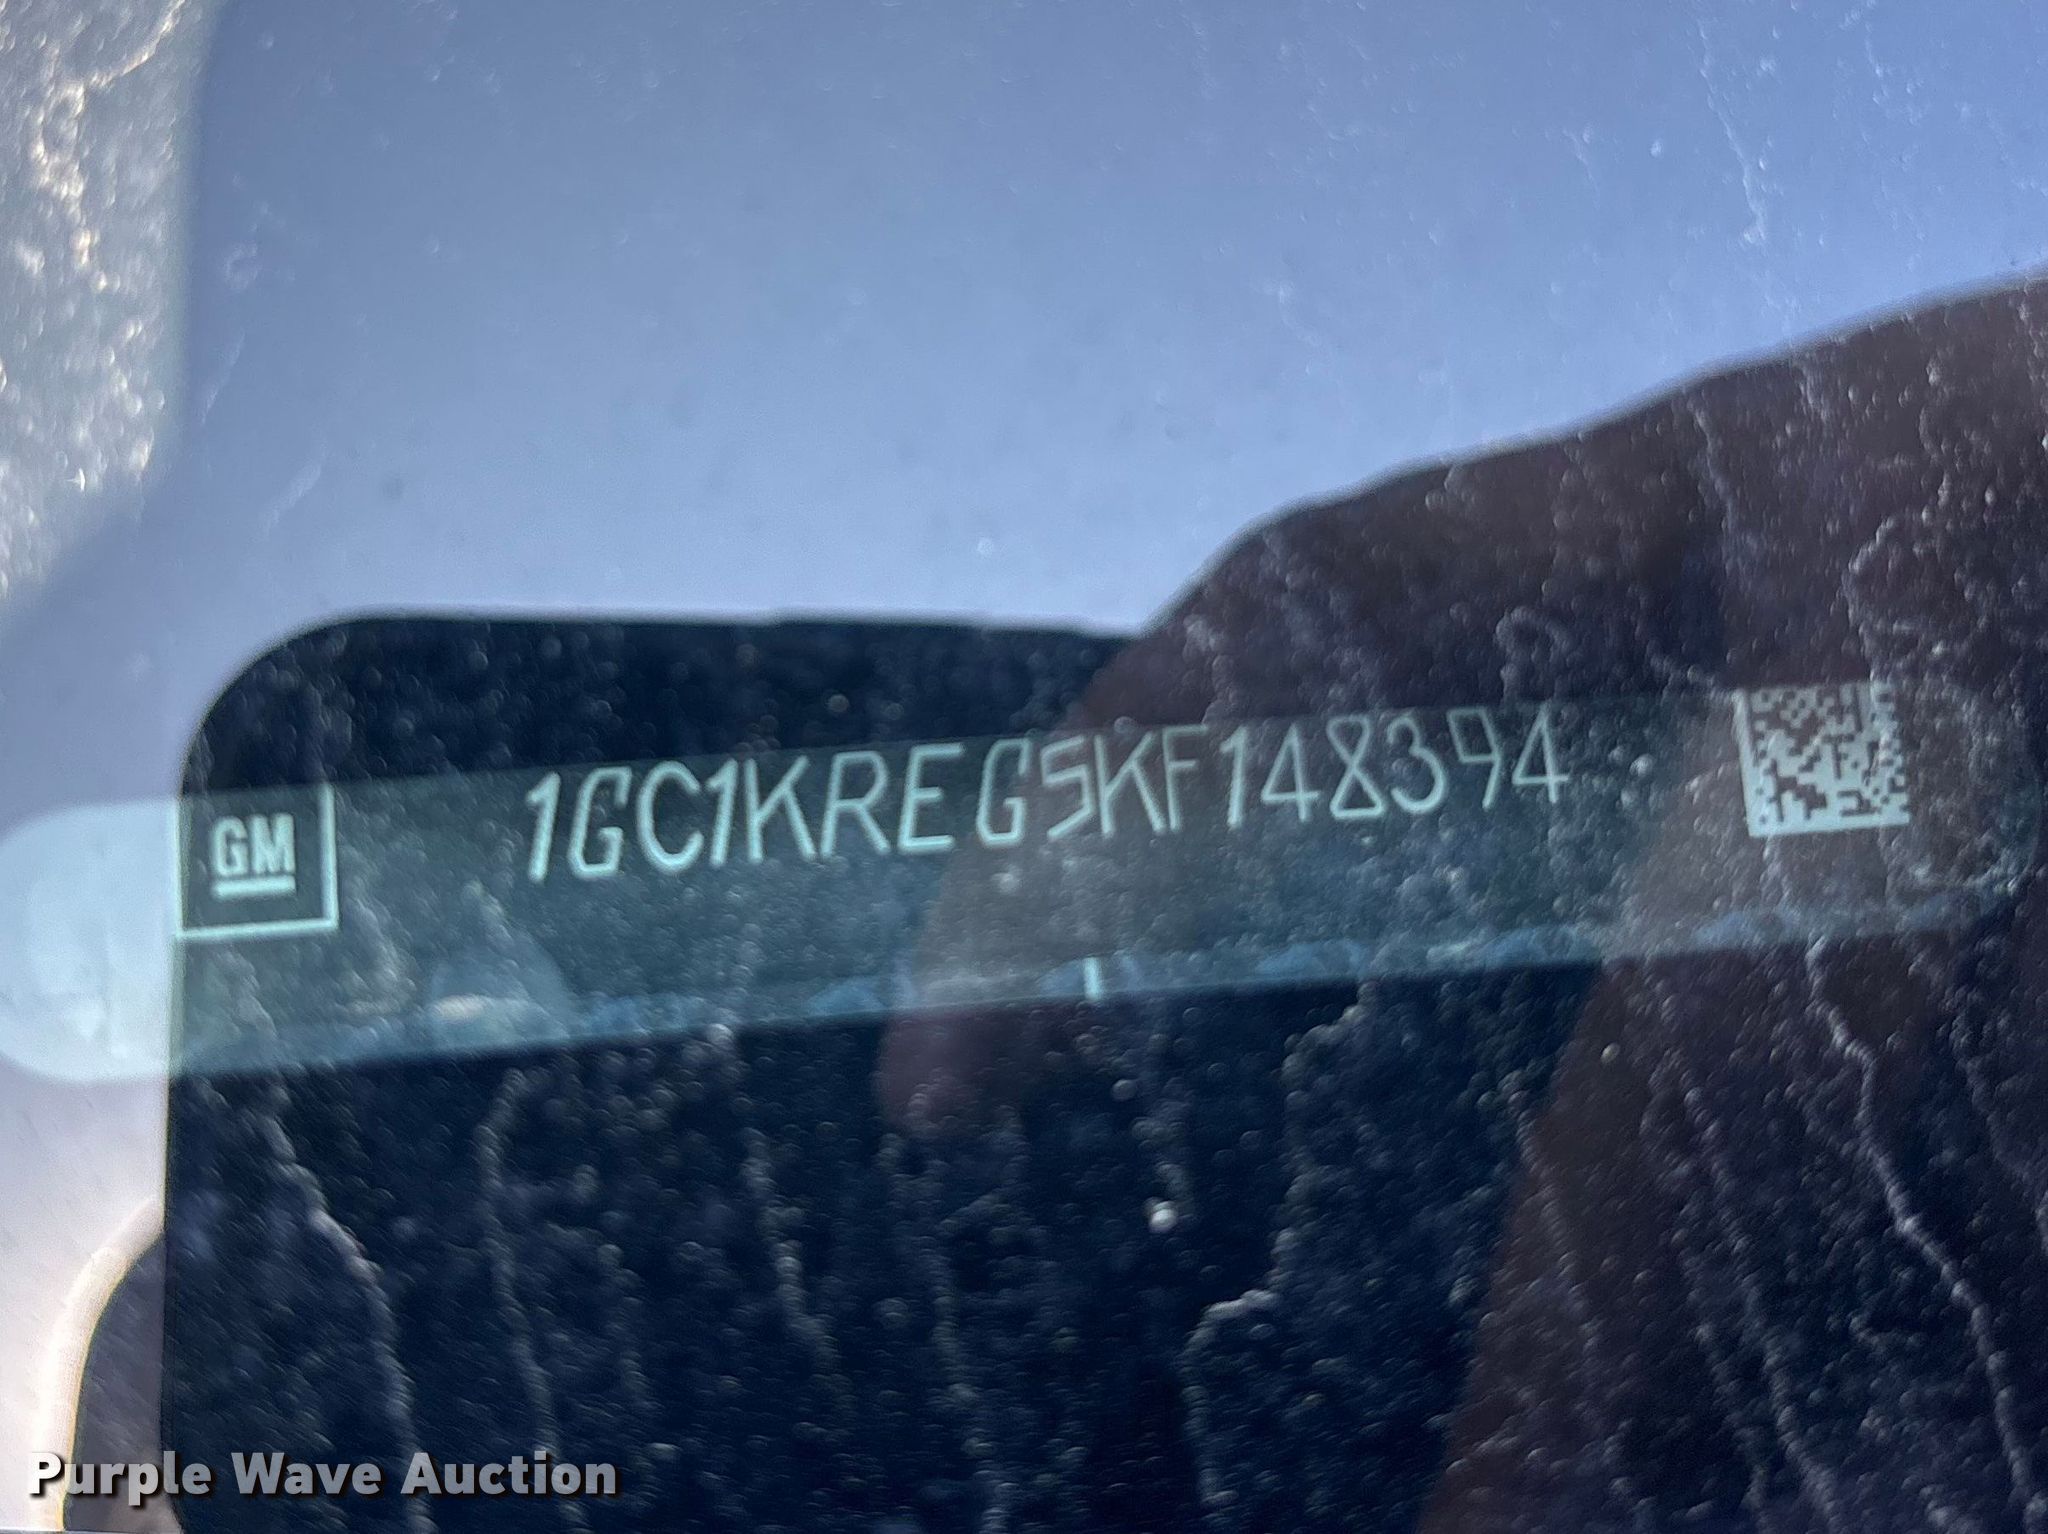 GM
1GC1KREG5KF148394
Purple Wave Auction